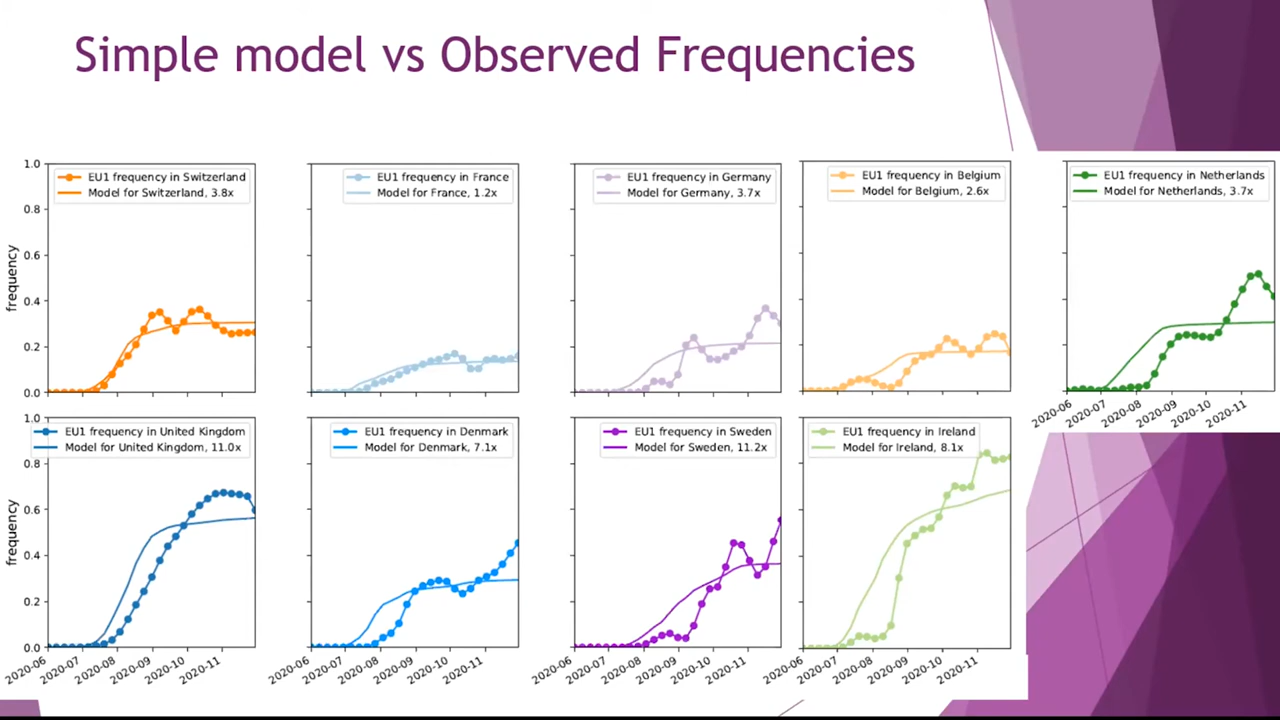 Simple model vs Observed Frequencies
EU1 frequency in Switzerland
Model for Switzerland, 3.8x
EU1 frequency in France
Model for France, 1.2x
EU1 frequency in Germany
Model for Germany, 3.7x
EU1 frequency in Belgium
Model for Belgium, 2.6x
EU1 frequency in Netherlands
Model for Netherlands, 3.7x
frequency
1.0
0.8
0.6
0.4
0.2
0.0
2020-06
2020-07
2020-08
2020-09
2020-10
2020-11
EU1 frequency in United Kingdom
Model for United Kingdom, 11.0x
EU1 frequency in Denmark
Model for Denmark, 7.1x
EU1 frequency in Sweden
Model for Sweden, 11.2x
EU1 frequency in Ireland
Model for Ireland, 8.1x
frequency
1.0
0.8
0.6
0.4
0.2
0.0
2020-06
2020-07
2020-08
2020-09
2020-10
2020-11
2020-06
2020-07
2020-08
2020-09
2020-10
2020-11
2020-06
2020-07
2020-08
2020-09
2020-10
2020-11
2020-06
2020-07
2020-08
2020-09
2020-10
2020-11